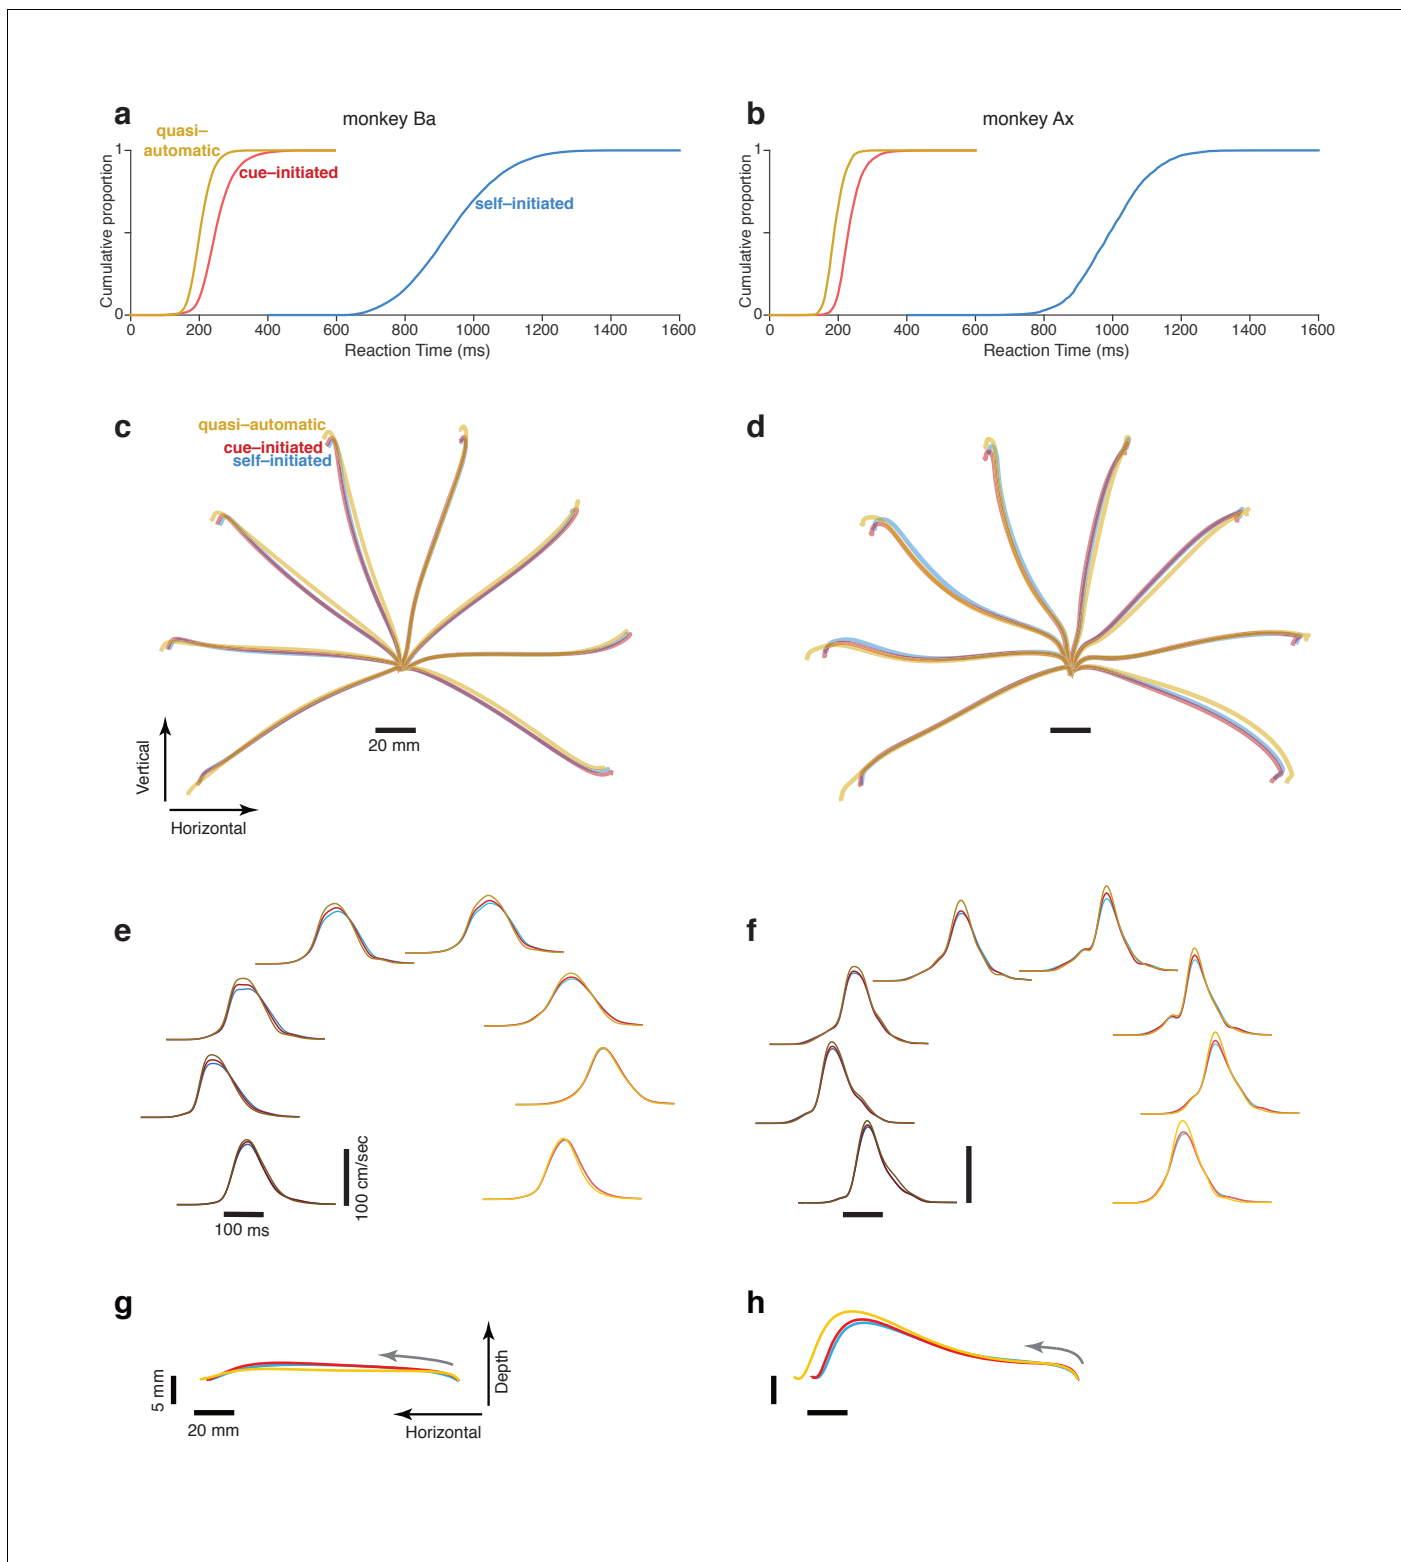 a
monkey Ba
quasi–
automatic
cue–initiated
self–initiated
Cumulative proportion
1
0
0 200 400 600 800 1000 1200 1400 1600
Reaction Time (ms)
b
monkey Ax
Cumulative proportion
1
0
0 200 400 600 800 1000 1200 1400 1600
Reaction Time (ms)
c
quasi–automatic
cue–initiated
self–initiated
20 mm
Vertical
Horizontal
d
e
100 cm/sec
100 ms
f
g
5 mm
20 mm
Depth
Horizontal
h